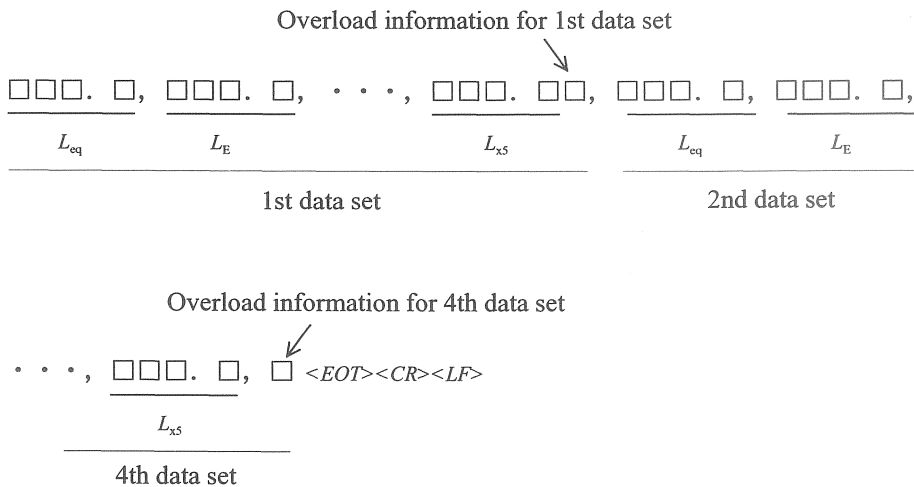 Overload information for 1st data set
□□□. □, □□□. □, · · ·, □□□. □□, □□□. □, □□□. □,
Leq LE Lx5 Leq LE
1st data set 2nd data set
Overload information for 4th data set
· · ·, □□□. □, □ <EOT><CR><LF>
Lx5
4th data set